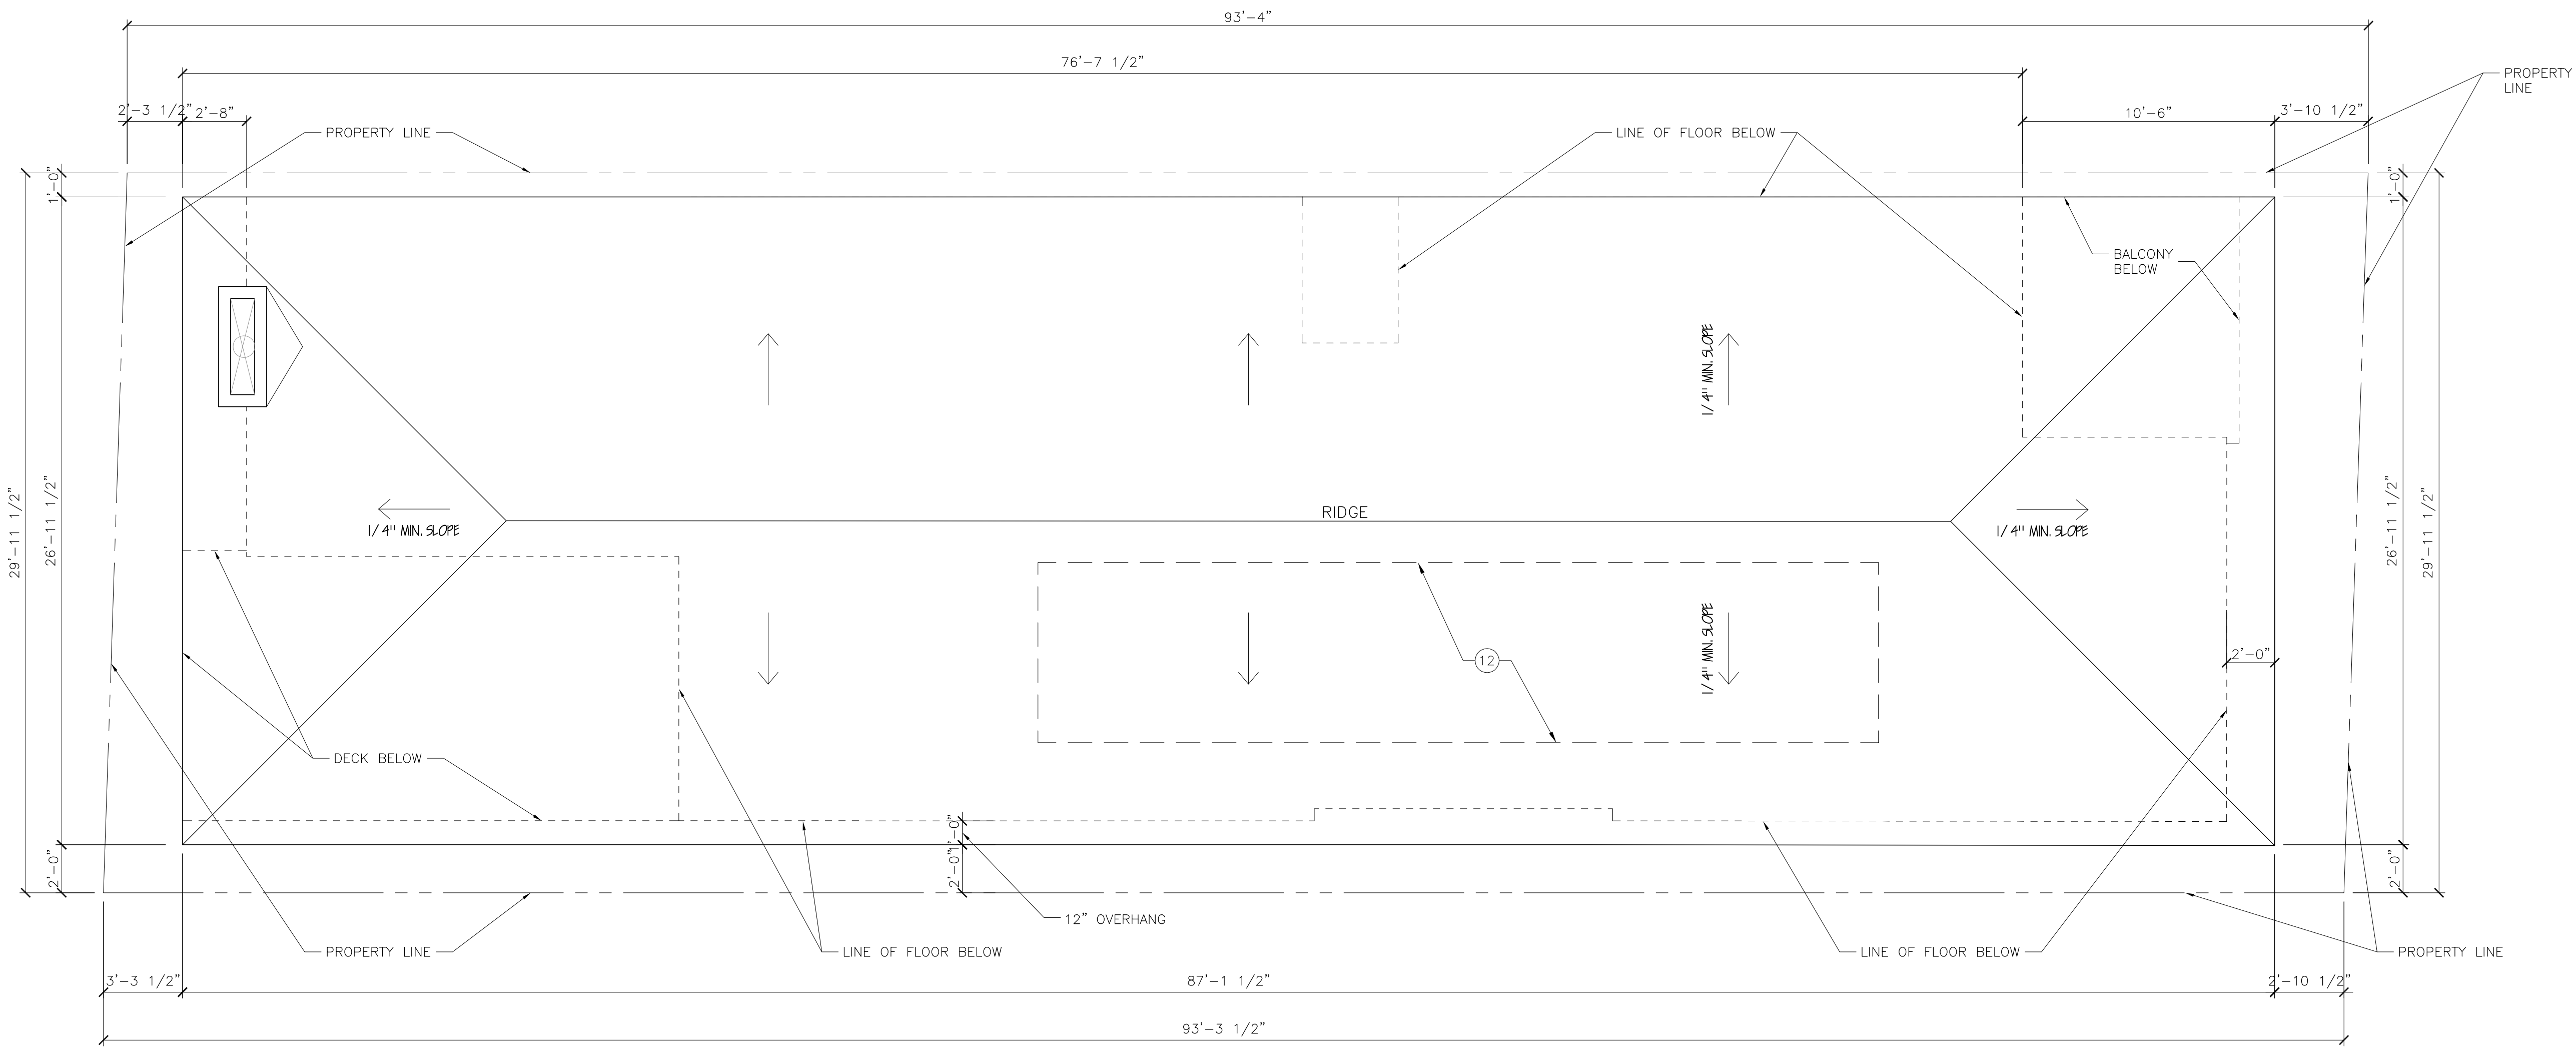 93'-4"
76'-7 1/2"
2'-3 1/2"
2'-8"
10'-6"
3'-10 1/2"
PROPERTY
LINE
PROPERTY LINE
LINE OF FLOOR BELOW
1'-0"
1'-0"
BALCONY
BELOW
1/4" MIN. SLOPE
29'-11 1/2"
26'-11 1/2"
1/4" MIN. SLOPE
RIDGE
1/4" MIN. SLOPE
26'-11 1/2"
29'-11 1/2"
1/4" MIN. SLOPE
12
2'-0"
DECK BELOW
1'-0"
2'-0"
2'-0"
2'-0"
12" OVERHANG
PROPERTY LINE
LINE OF FLOOR BELOW
LINE OF FLOOR BELOW
PROPERTY LINE
3'-3 1/2"
87'-1 1/2"
2'-10 1/2"
93'-3 1/2"